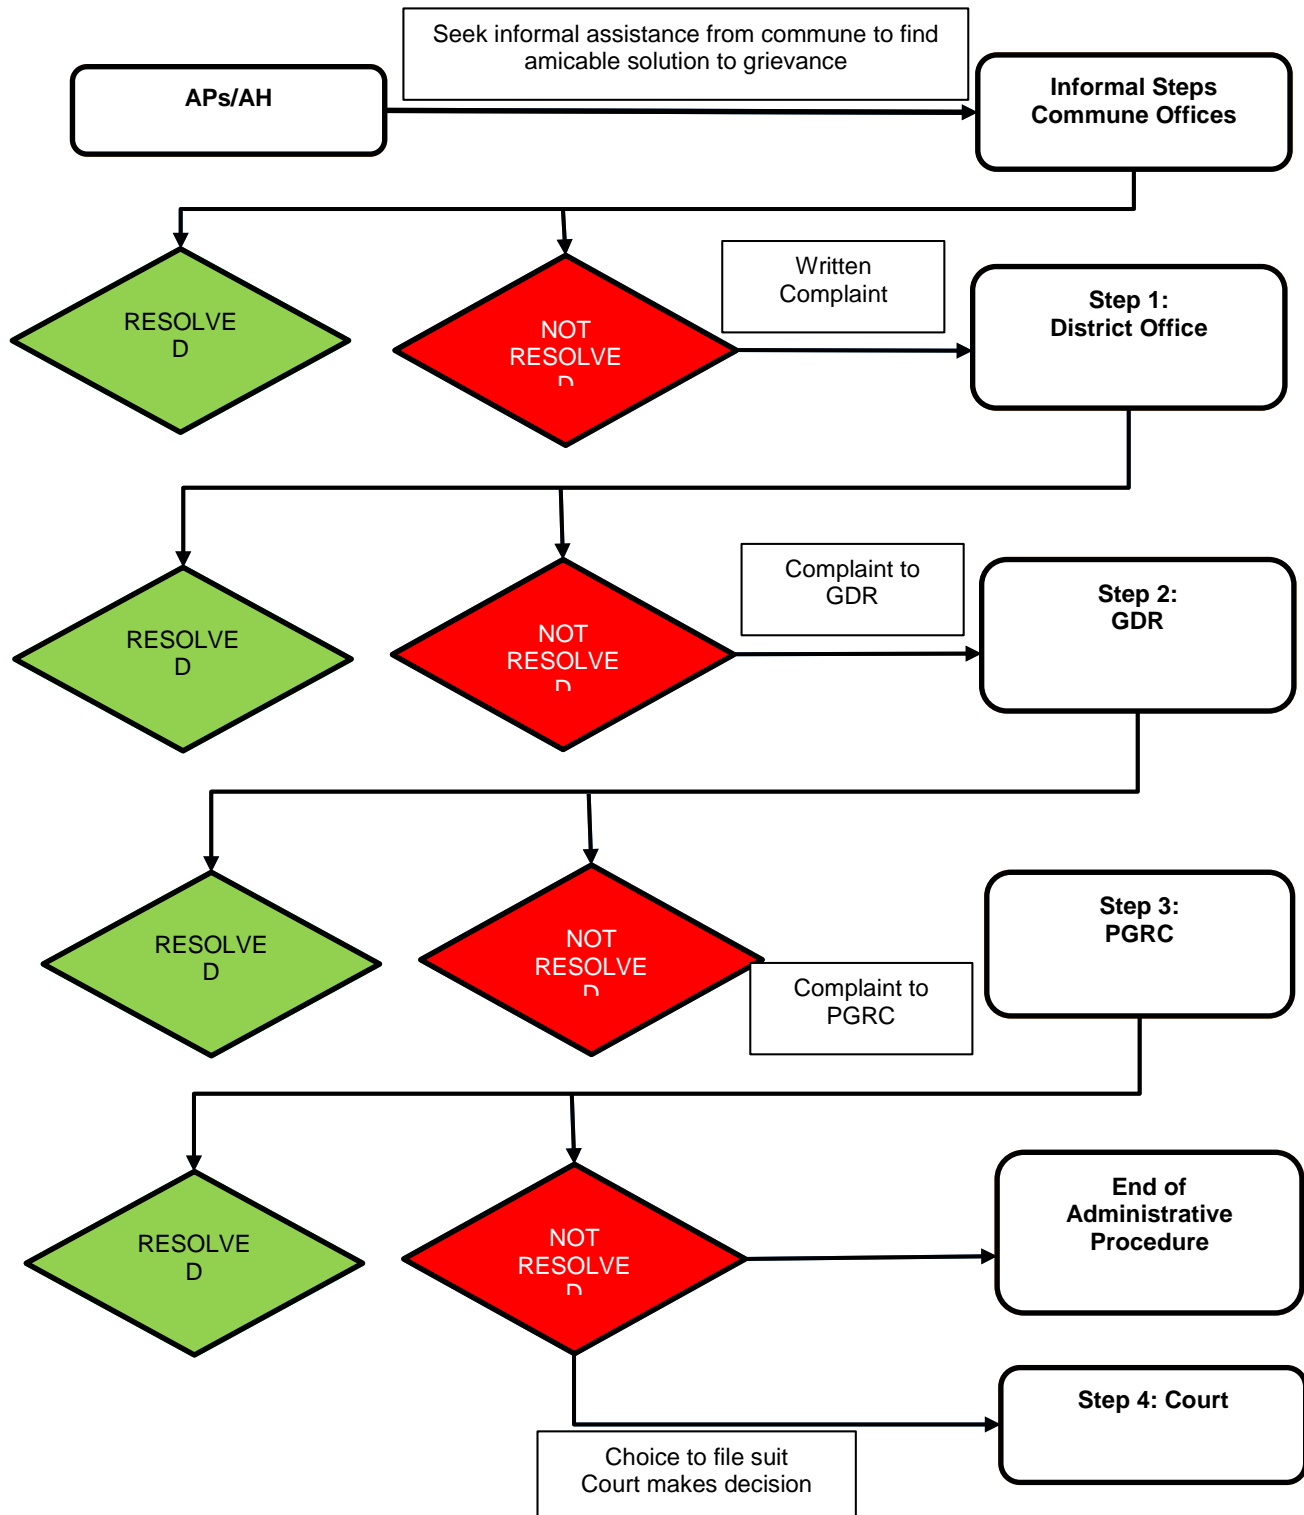 Seek informal assistance from commune to find
amicable solution to grievance
APs/AH
Informal Steps
Commune Offices
RESOLVE
D
NOT
RESOLVE
D
Written
Complaint
Step 1:
District Office
RESOLVE
D
NOT
RESOLVE
D
Complaint to
GDR
Step 2:
GDR
RESOLVE
D
NOT
RESOLVE
D
Complaint to
PGRC
Step 3:
PGRC
RESOLVE
D
NOT
RESOLVE
D
End of
Administrative
Procedure
Step 4: Court
Choice to file suit
Court makes decision